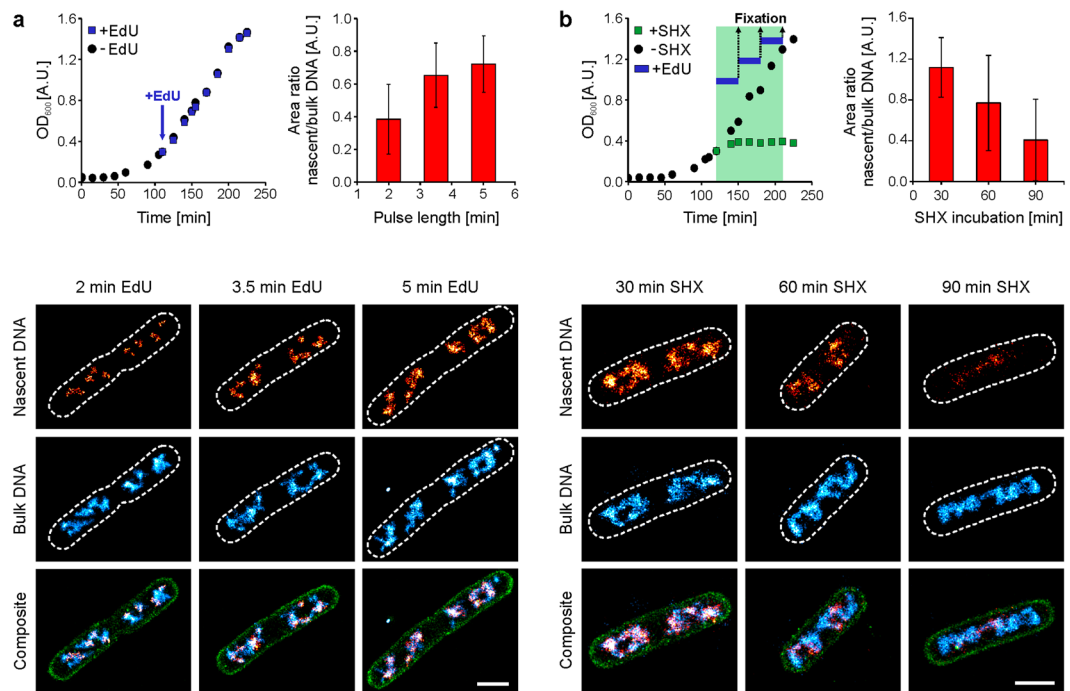 a
+EdU
-EdU
+EdU
OD600 [A.U.]
1.6
1.2
0.8
0.4
0.0
0 50 100 150 200 250
Time [min]
Area ratio
nascent/bulk DNA [A.U.]
1.0
0.8
0.6
0.4
0.2
0.0
1 2 3 4 5 6
Pulse length [min]
b
Fixation
+SHX
-SHX
+EdU
OD600 [A.U.]
1.6
1.2
0.8
0.4
0.0
0 50 100 150 200 250
Time [min]
Area ratio
nascent/bulk DNA [A.U.]
1.6
1.2
0.8
0.4
0.0
30 60 90
SHX incubation [min]
2 min EdU 3.5 min EdU 5 min EdU
Nascent DNA
Bulk DNA
Composite
30 min SHX 60 min SHX 90 min SHX
Nascent DNA
Bulk DNA
Composite